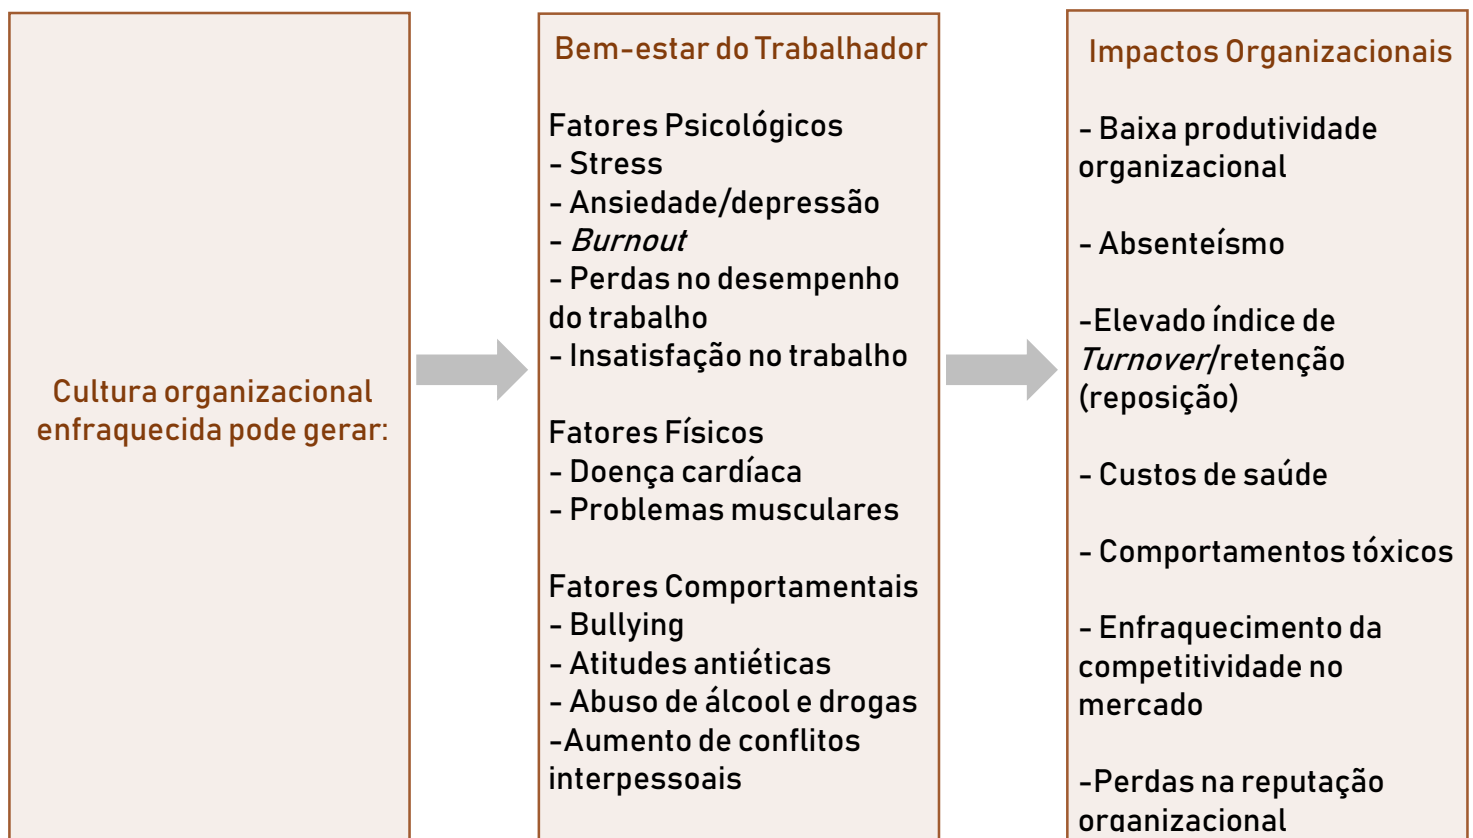 Cultura organizacional
enfraquecida pode gerar:
Bem-estar do Trabalhador
Fatores Psicológicos
- Stress
- Ansiedade/depressão
- Burnout
- Perdas no desempenho
do trabalho
- Insatisfação no trabalho
Fatores Físicos
- Doença cardíaca
- Problemas musculares
Fatores Comportamentais
- Bullying
- Atitudes antiéticas
- Abuso de álcool e drogas
-Aumento de conflitos
interpessoais
Impactos Organizacionais
- Baixa produtividade
organizacional
- Absenteísmo
-Elevado índice de
Turnover/retenção
(reposição)
- Custos de saúde
- Comportamentos tóxicos
- Enfraquecimento da
competitividade no
mercado
-Perdas na reputação
organizacional